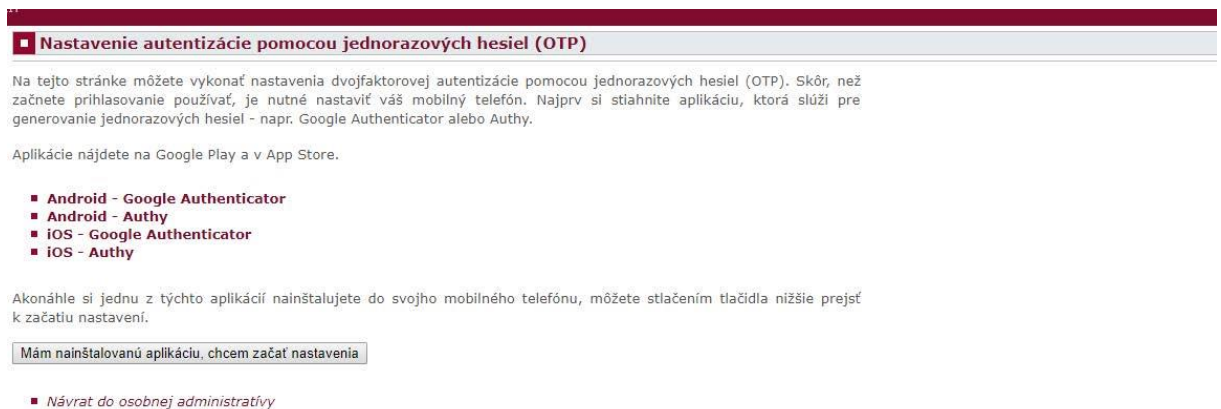 Nastavenie autentizácie pomocou jednorazových hesiel (OTP)
Na tejto stránke môžete vykonať nastavenia dvojfaktorovej autentizácie pomocou jednorazových hesiel (OTP). Skôr, než
začnete prihlasovanie používať, je nutné nastaviť váš mobilný telefón. Najprv si stiahnite aplikáciu, ktorá slúži pre
generovanie jednorazových hesiel - napr. Google Authenticator alebo Authy.
Aplikácie nájdete na Google Play a v App Store.
Android - Google Authenticator
Android - Authy
iOS - Google Authenticator
iOS - Authy
Akonáhle si jednu z týchto aplikácií nainštalujete do svojho mobilného telefónu, môžete stlačením tlačidla nižšie prejsť
k začatiu nastavení.
Mám nainštalovanú aplikáciu, chcem začať nastavenia
Návrat do osobnej administratívy